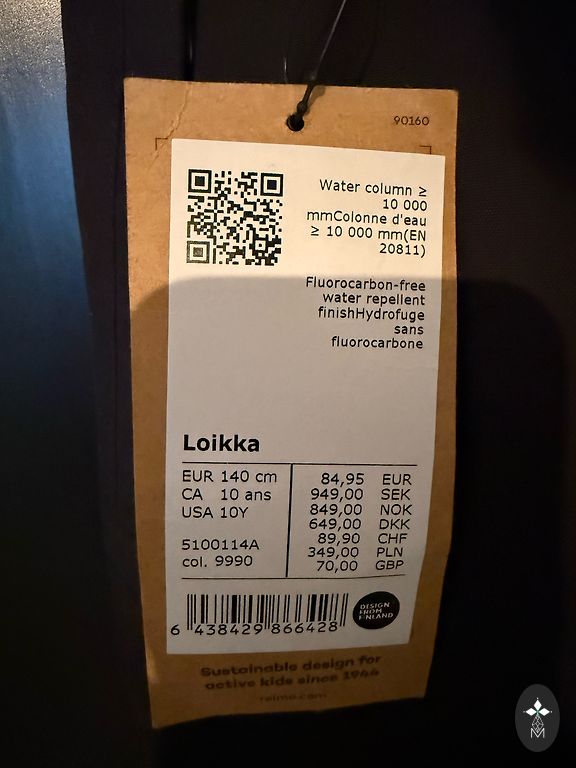 90160
Water column ≥
10 000
mmColonne d'eau
≥ 10 000 mm(EN
20811)
Fluorocarbon-free
water repellent
finishHydrofuge
sans
fluorocarbone
Loikka
EUR 140 cm
CA 10 ans
USA 10Y
5100114A
col. 9990
84,95 EUR
949,00 SEK
849,00 NOK
649,00 DKK
89,90 CHF
349,00 PLN
70,00 GBP
6 438429 866428
DESIGN
FROM
FINLAND
Sustainable design for
active kids since 1944
reima.com
M